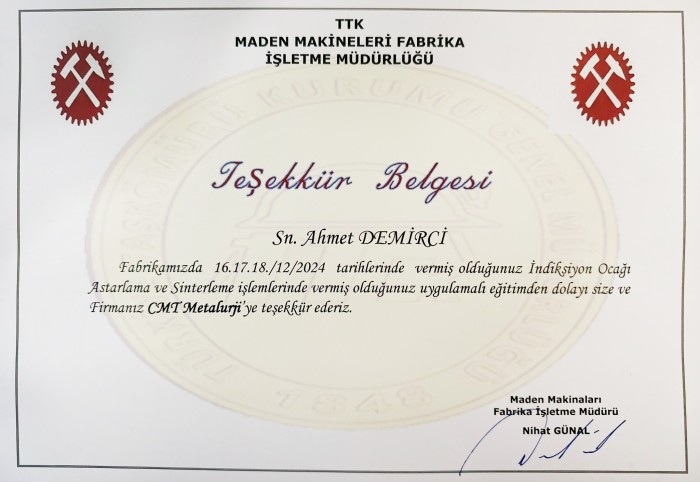 TTK
MADEN MAKİNELERİ FABRİKA
İŞLETME MÜDÜRLÜĞÜ
Teşekkür Belgesi
Sn. Ahmet DEMİRCİ
Fabrikamızda 16.17.18./12/2024 tarihlerinde vermiş olduğunuz İndiksiyon Ocağı
Astarlama ve Sinterleme işlemlerinde vermiş olduğunuz uygulamalı eğitimden dolayı size ve
Firmanız CMT Metalurji'ye teşekkür ederiz.
Maden Makinaları
Fabrika İşletme Müdürü
Nihat GÜNAL